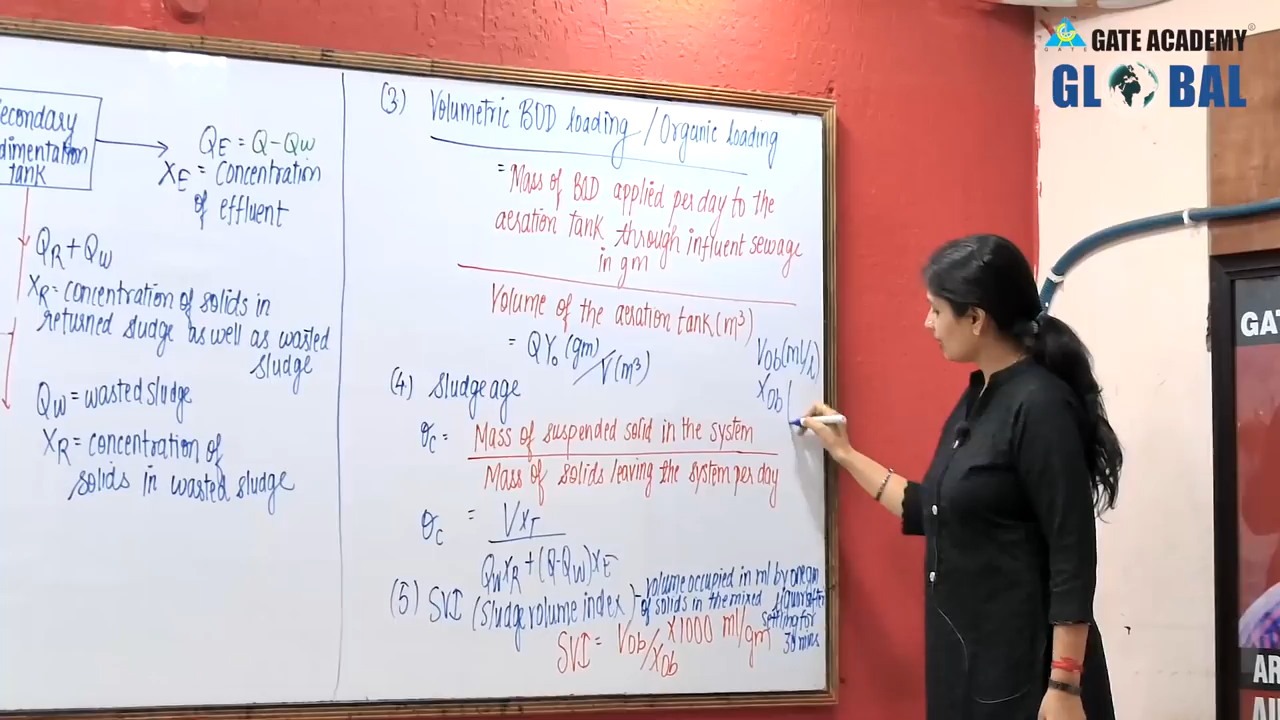 GATE ACADEMY
GLOBAL
GATE
econdary
dimentation
tank
QE = Q-QW
XE = Concentration
of effluent
QR + QW
XR = concentration of solids in
returned sludge as well as wasted
sludge
QW = wasted sludge
XR = concentration of
solids in wasted sludge
(3) Volumetric BOD loading / Organic loading
= Mass of BOD applied per day to the
aeration tank through influent sewage
in gm
Volume of the aeration tank (m³)
= QYo (gm) / V(m³)
Vob (ml/l)
Xob (
(4) Sludge age
θc = Mass of suspended solid in the system
Mass of solids leaving the system per day
θc = VXT
QWXR + (Q-QW)XE
(5) SVI (Sludge volume index) - volume occupied in ml by one gm
of solids in the mixed liquor after
settling for
30 mins
SVI = Vob/Xob ×1000 ml/gm
GAT
AR
AI